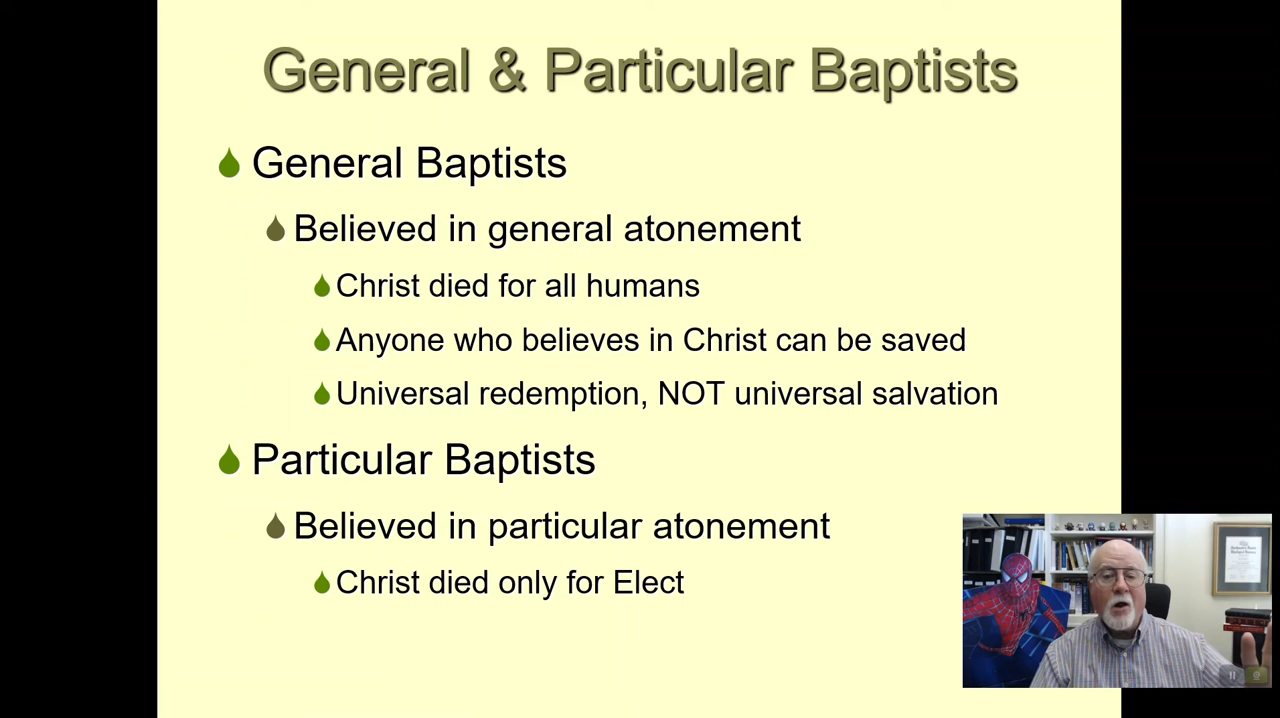 General & Particular Baptists
General Baptists
Believed in general atonement
Christ died for all humans
Anyone who believes in Christ can be saved
Universal redemption, NOT universal salvation
Particular Baptists
Believed in particular atonement
Christ died only for Elect